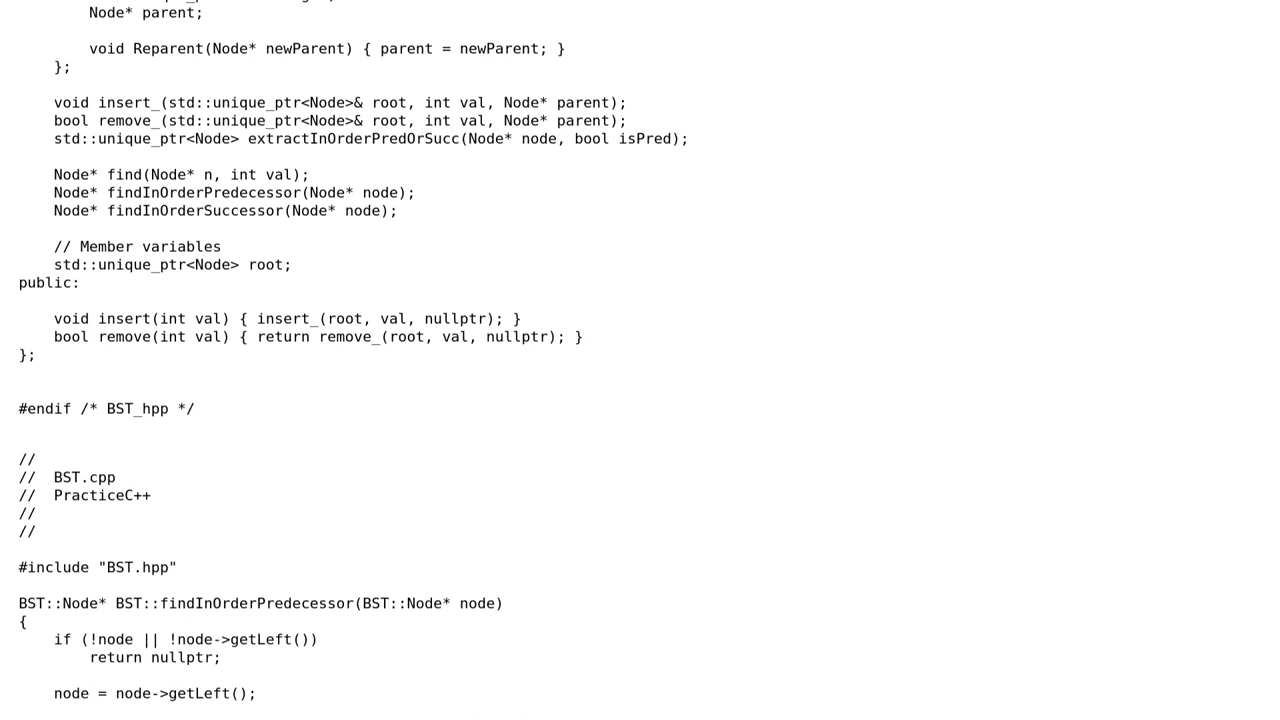 Node* parent;
void Reparent(Node* newParent) { parent = newParent; }
};
void insert_(std::unique_ptr<Node>& root, int val, Node* parent);
bool remove_(std::unique_ptr<Node>& root, int val, Node* parent);
std::unique_ptr<Node> extractInOrderPredOrSucc(Node* node, bool isPred);
Node* find(Node* n, int val);
Node* findInOrderPredecessor(Node* node);
Node* findInOrderSuccessor(Node* node);
// Member variables
std::unique_ptr<Node> root;
public:
void insert(int val) { insert_(root, val, nullptr); }
bool remove(int val) { return remove_(root, val, nullptr); }
};
#endif /* BST_hpp */
//
//  BST.cpp
//  PracticeC++
//
//
#include "BST.hpp"
BST::Node* BST::findInOrderPredecessor(BST::Node* node)
{
if (!node || !node->getLeft())
return nullptr;
node = node->getLeft();